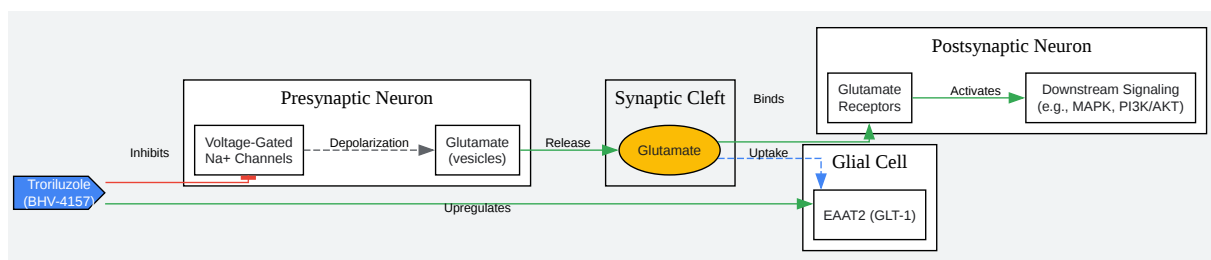 Postsynaptic Neuron
Glutamate
Receptors
Activates
Downstream Signaling
(e.g., MAPK, PI3K/AKT)
Presynaptic Neuron
Synaptic Cleft
Binds
Voltage-Gated
Na+ Channels
Depolarization
Glutamate
(vesicles)
Release
Glutamate
Uptake
Inhibits
Glial Cell
Troriluzole
(BHV-4157)
Upregulates
EAAT2 (GLT-1)